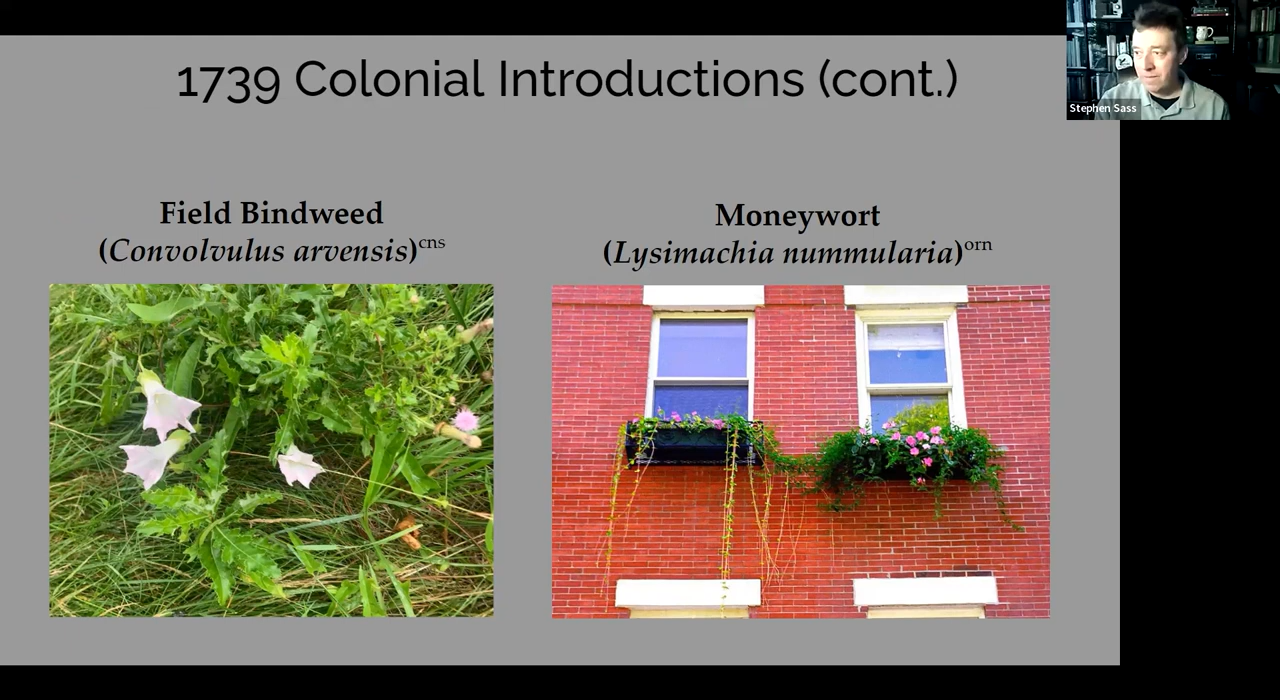 1739 Colonial Introductions (cont.)
Stephen Sass
Field Bindweed
(Convolvulus arvensis)cns
Moneywort
(Lysimachia nummularia)orn